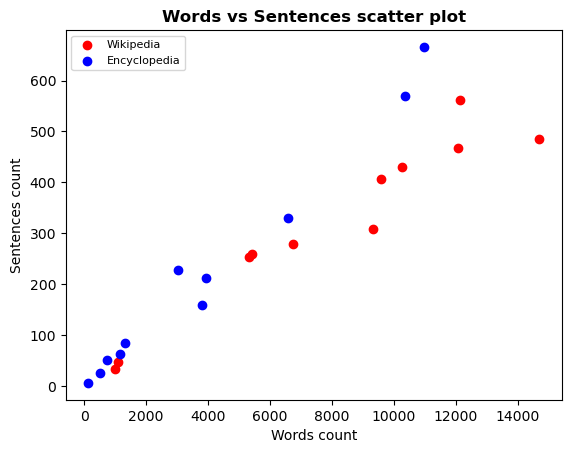 Words vs Sentences scatter plot
Wikipedia
Encyclopedia
Sentences count
600
500
400
300
200
100
0
0 2000 4000 6000 8000 10000 12000 14000
Words count